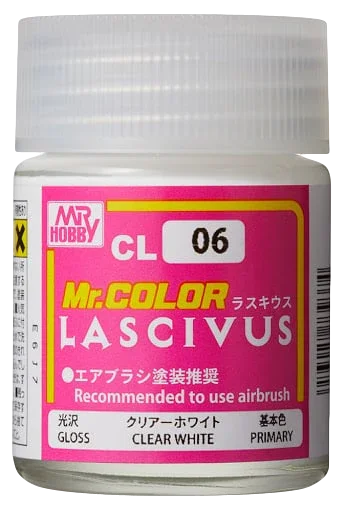 MR
HOBBY
CL 06
Mr.COLOR ラスキウス
LASCIVUS
●エアブラシ塗装推奨
Recommended to use airbrush
光沢 クリアーホワイト 基本色
GLOSS CLEAR WHITE PRIMARY
E617